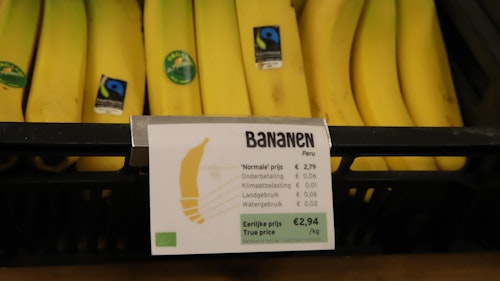 BANANEN
Peru
'Normale' prijs € 2,79
Onderbetaling € 0,06
Klimaatbelasting € 0,01
Landgebruik € 0,06
Watergebruik € 0,02
Eerlijke prijs €2,94
True price /kg
FAIRTRADE